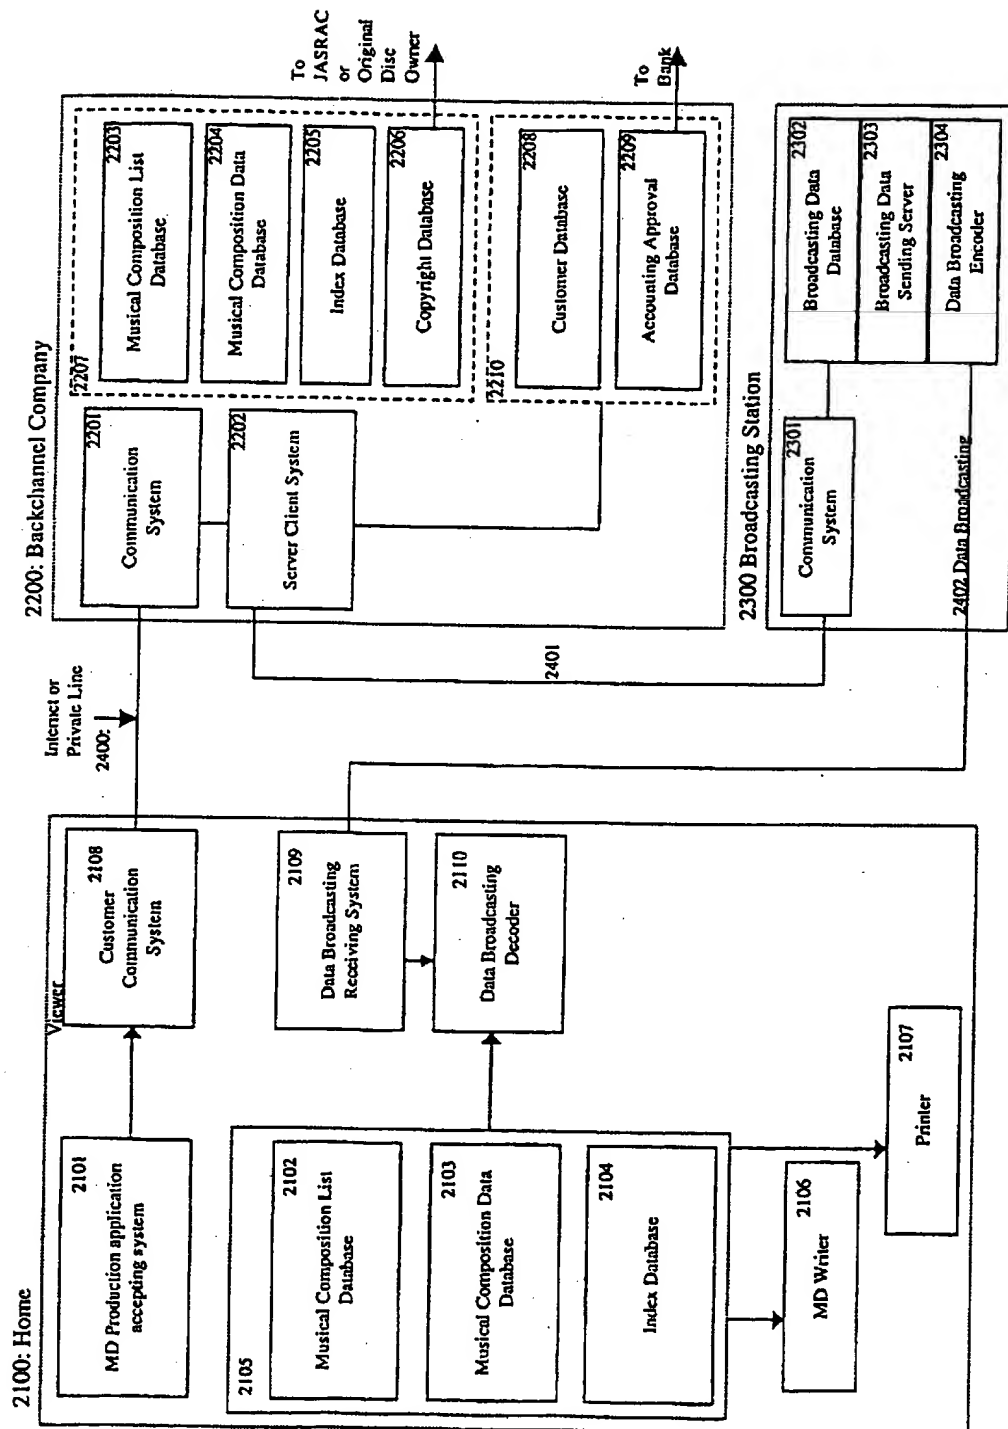 2100: Home
Viewer
2101
MD Production application
accepting system
2108
Customer
Communication
System
2105
2102
Musical Composition List
Database
2103
Musical Composition Data
Database
2104
Index Database
2109
Data Broadcasting
Receiving System
2110
Data Broadcasting
Decoder
2106
MD Writer
2107
Printer
Internet or
Private Line
2400:
2401
2200: Backchannel Company
2201
Communication
System
2202
Server Client System
2207
2203
Musical Composition List
Database
2204
Musical Composition Data
Database
2205
Index Database
2206
Copyright Database
To
JASRAC
or
Original
Disc
Owner
2210
2208
Customer Database
2209
Accounting Approval
Database
To
Bank
2300 Broadcasting Station
2301
Communication
System
2302
Broadcasting Data
Database
2303
Broadcasting Data
Sending Server
2304
Data Broadcasting
Encoder
2402 Data Broadcasting